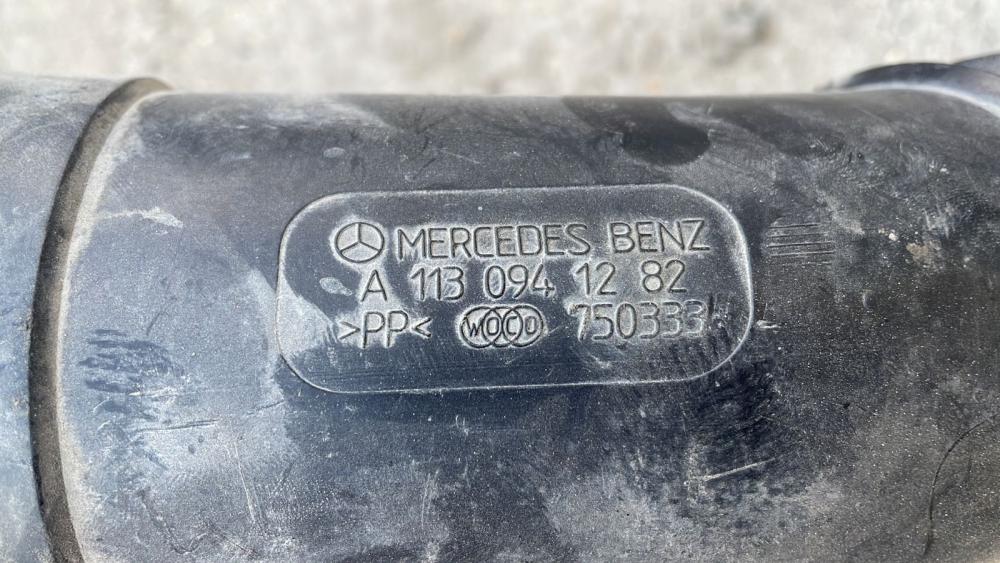 MERCEDES BENZ
A 113 094 12 82
>PP< WOCO 750333